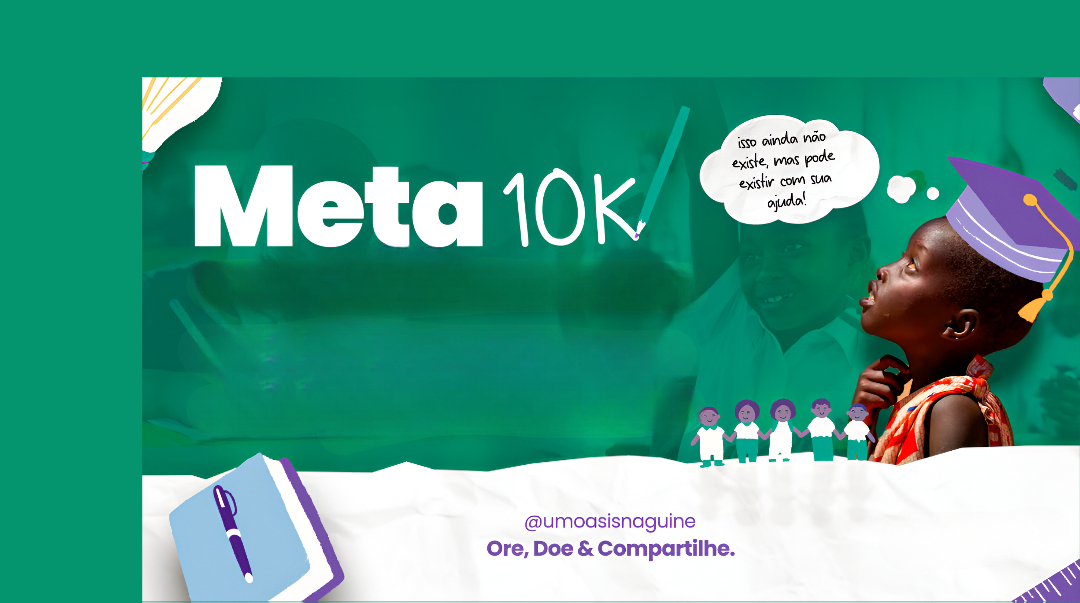 Meta 10K
isso ainda não
existe, mas pode
existir com sua
ajuda!
@umoasisnaguine
Ore, Doe & Compartilhe.